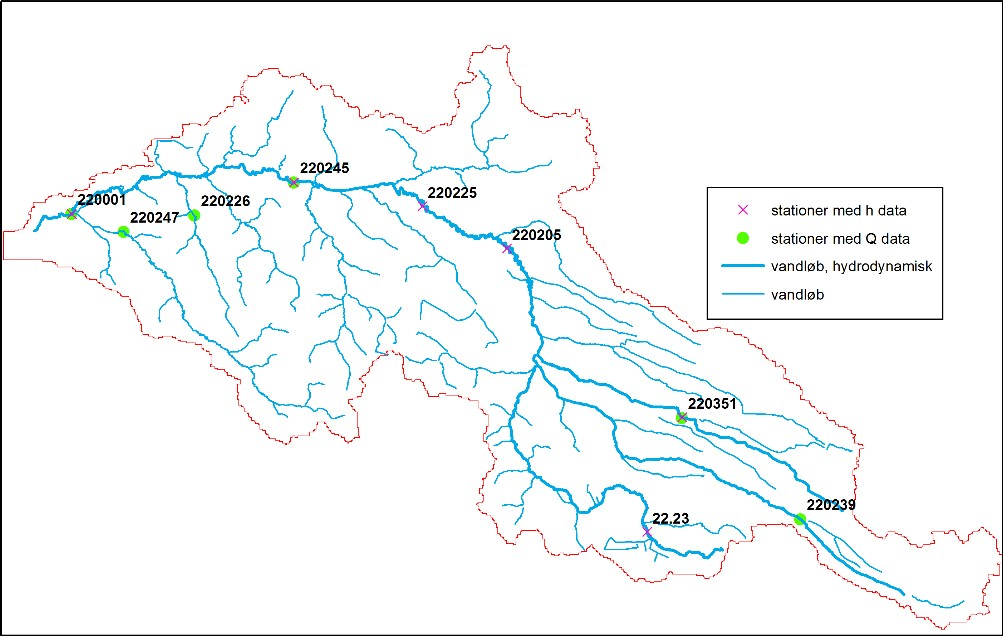 220245
220225
220001
220226
220247
220205
stationer med h data
stationer med Q data
vandløb, hydrodynamisk
vandløb
220351
220239
22.23